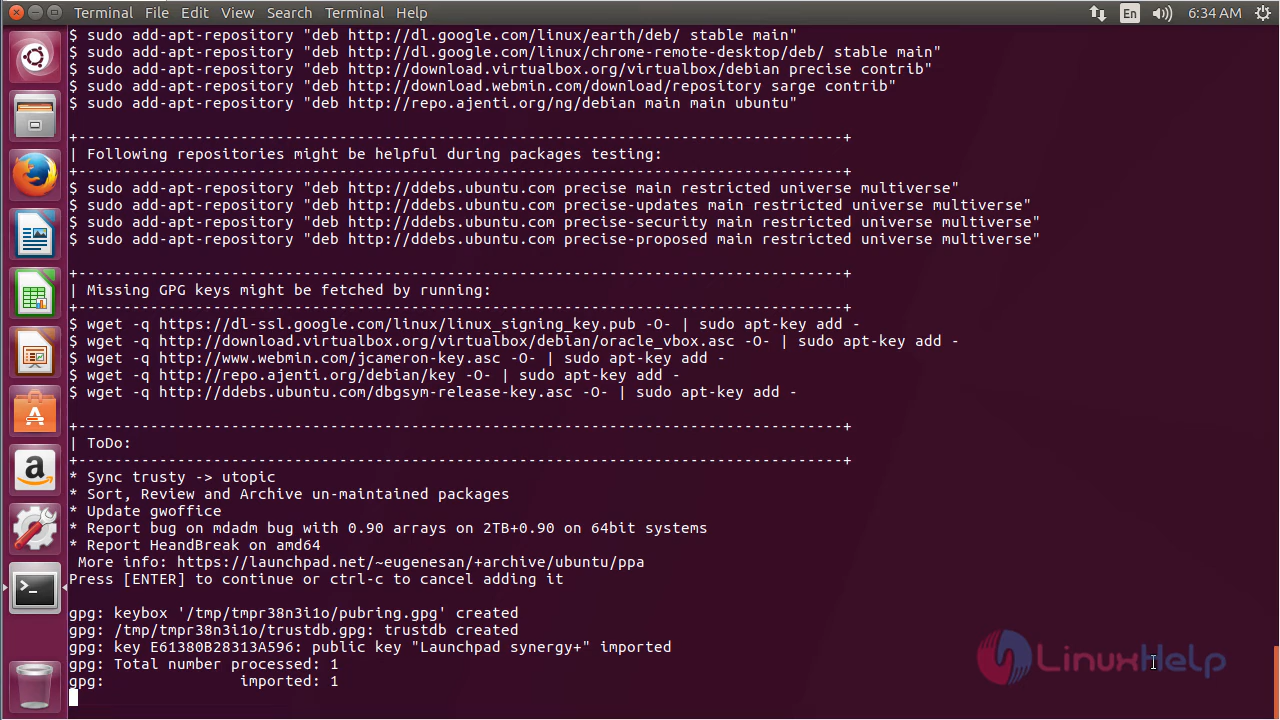 Terminal File Edit View Search Terminal Help En 6:34 AM
$ sudo add-apt-repository "deb http://dl.google.com/linux/earth/deb/ stable main"
$ sudo add-apt-repository "deb http://dl.google.com/linux/chrome-remote-desktop/deb/ stable main"
$ sudo add-apt-repository "deb http://download.virtualbox.org/virtualbox/debian precise contrib"
$ sudo add-apt-repository "deb http://download.webmin.com/download/repository sarge contrib"
$ sudo add-apt-repository "deb http://repo.ajenti.org/ng/debian main main ubuntu"
+-------------------------------------------------------------------------------------+
| Following repositories might be helpful during packages testing:
+-------------------------------------------------------------------------------------+
$ sudo add-apt-repository "deb http://ddebs.ubuntu.com precise main restricted universe multiverse"
$ sudo add-apt-repository "deb http://ddebs.ubuntu.com precise-updates main restricted universe multiverse"
$ sudo add-apt-repository "deb http://ddebs.ubuntu.com precise-security main restricted universe multiverse"
$ sudo add-apt-repository "deb http://ddebs.ubuntu.com precise-proposed main restricted universe multiverse"
+-------------------------------------------------------------------------------------+
| Missing GPG keys might be fetched by running:
+-------------------------------------------------------------------------------------+
$ wget -q https://dl-ssl.google.com/linux/linux_signing_key.pub -O- | sudo apt-key add -
$ wget -q http://download.virtualbox.org/virtualbox/debian/oracle_vbox.asc -O- | sudo apt-key add -
$ wget -q http://www.webmin.com/jcameron-key.asc -O- | sudo apt-key add -
$ wget -q http://repo.ajenti.org/debian/key -O- | sudo apt-key add -
$ wget -q http://ddebs.ubuntu.com/dbgsym-release-key.asc -O- | sudo apt-key add -
+-------------------------------------------------------------------------------------+
| ToDo:
+-------------------------------------------------------------------------------------+
* Sync trusty -> utopic
* Sort, Review and Archive un-maintained packages
* Update gwoffice
* Report bug on mdadm bug with 0.90 arrays on 2TB+0.90 on 64bit systems
* Report HeandBreak on amd64
More info: https://launchpad.net/~eugenesan/+archive/ubuntu/ppa
Press [ENTER] to continue or ctrl-c to cancel adding it
gpg: keybox '/tmp/tmpr38n3i1o/pubring.gpg' created
gpg: /tmp/tmpr38n3i1o/trustdb.gpg: trustdb created
gpg: key E61380B28313A596: public key "Launchpad synergy+" imported
gpg: Total number processed: 1
gpg:               imported: 1
LinuxHelp